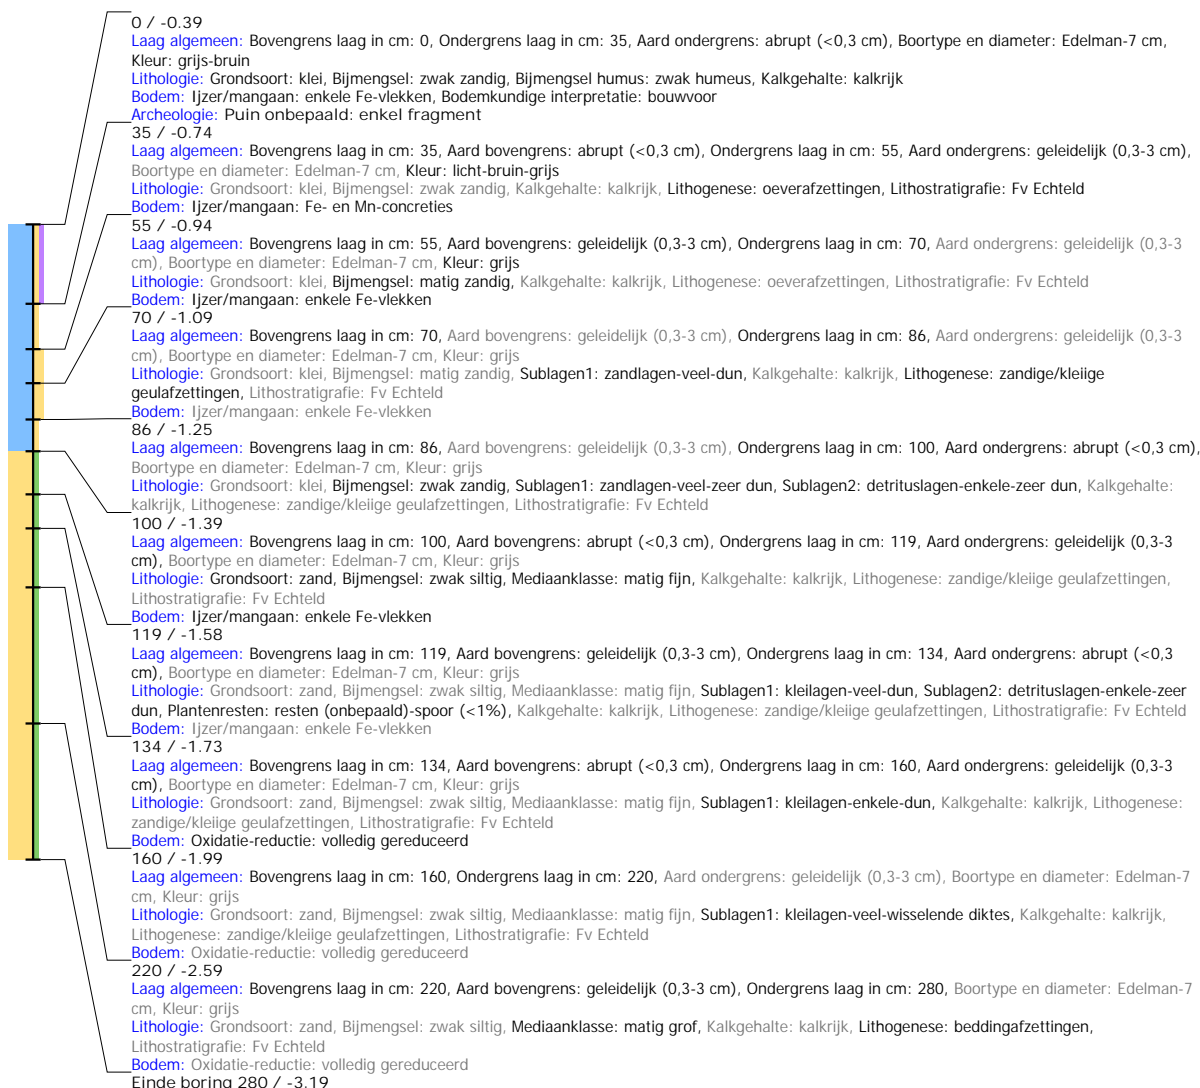 0 / -0.39
Laag algemeen: Bovengrens laag in cm: 0, Ondergrens laag in cm: 35, Aard ondergrens: abrupt (<0,3 cm), Boortype en diameter: Edelman-7 cm,
Kleur: grijs-bruin
Lithologie: Grondsoort: klei, Bijmengsel: zwak zandig, Bijmengsel humus: zwak humeus, Kalkgehalte: kalkrijk
Bodem: Ijzer/mangaan: enkele Fe-vlekken, Bodemkundige interpretatie: bouwvoor
Archeologie: Puin onbepaald: enkel fragment
35 / -0.74
Laag algemeen: Bovengrens laag in cm: 35, Aard bovengrens: abrupt (<0,3 cm), Ondergrens laag in cm: 55, Aard ondergrens: geleidelijk (0,3-3 cm),
Boortype en diameter: Edelman-7 cm, Kleur: licht-bruin-grijs
Lithologie: Grondsoort: klei, Bijmengsel: zwak zandig, Kalkgehalte: kalkrijk, Lithogenese: oeverafzettingen, Lithostratigrafie: Fv Echteld
Bodem: Ijzer/mangaan: Fe- en Mn-concreties
55 / -0.94
Laag algemeen: Bovengrens laag in cm: 55, Aard bovengrens: geleidelijk (0,3-3 cm), Ondergrens laag in cm: 70, Aard ondergrens: geleidelijk (0,3-3
cm), Boortype en diameter: Edelman-7 cm, Kleur: grijs
Lithologie: Grondsoort: klei, Bijmengsel: matig zandig, Kalkgehalte: kalkrijk, Lithogenese: oeverafzettingen, Lithostratigrafie: Fv Echteld
Bodem: Ijzer/mangaan: enkele Fe-vlekken
70 / -1.09
Laag algemeen: Bovengrens laag in cm: 70, Aard bovengrens: geleidelijk (0,3-3 cm), Ondergrens laag in cm: 86, Aard ondergrens: geleidelijk (0,3-3
cm), Boortype en diameter: Edelman-7 cm, Kleur: grijs
Lithologie: Grondsoort: klei, Bijmengsel: matig zandig, Sublagen1: zandlagen-veel-dun, Kalkgehalte: kalkrijk, Lithogenese: zandige/kleiige
geulafzettingen, Lithostratigrafie: Fv Echteld
Bodem: Ijzer/mangaan: enkele Fe-vlekken
86 / -1.25
Laag algemeen: Bovengrens laag in cm: 86, Aard bovengrens: geleidelijk (0,3-3 cm), Ondergrens laag in cm: 100, Aard ondergrens: abrupt (<0,3 cm),
Boortype en diameter: Edelman-7 cm, Kleur: grijs
Lithologie: Grondsoort: klei, Bijmengsel: zwak zandig, Sublagen1: zandlagen-veel-zeer dun, Sublagen2: detrituslagen-enkele-zeer dun, Kalkgehalte:
kalkrijk, Lithogenese: zandige/kleiige geulafzettingen, Lithostratigrafie: Fv Echteld
100 / -1.39
Laag algemeen: Bovengrens laag in cm: 100, Aard bovengrens: abrupt (<0,3 cm), Ondergrens laag in cm: 119, Aard ondergrens: geleidelijk (0,3-3
cm), Boortype en diameter: Edelman-7 cm, Kleur: grijs
Lithologie: Grondsoort: zand, Bijmengsel: zwak siltig, Mediaanklasse: matig fijn, Kalkgehalte: kalkrijk, Lithogenese: zandige/kleiige geulafzettingen,
Lithostratigrafie: Fv Echteld
Bodem: Ijzer/mangaan: enkele Fe-vlekken
119 / -1.58
Laag algemeen: Bovengrens laag in cm: 119, Aard bovengrens: geleidelijk (0,3-3 cm), Ondergrens laag in cm: 134, Aard ondergrens: abrupt (<0,3
cm), Boortype en diameter: Edelman-7 cm, Kleur: grijs
Lithologie: Grondsoort: zand, Bijmengsel: zwak siltig, Mediaanklasse: matig fijn, Sublagen1: kleilagen-veel-dun, Sublagen2: detrituslagen-enkele-zeer
dun, Plantenresten: resten (onbepaald)-spoor (<1%), Kalkgehalte: kalkrijk, Lithogenese: zandige/kleiige geulafzettingen, Lithostratigrafie: Fv Echteld
Bodem: Ijzer/mangaan: enkele Fe-vlekken
134 / -1.73
Laag algemeen: Bovengrens laag in cm: 134, Aard bovengrens: abrupt (<0,3 cm), Ondergrens laag in cm: 160, Aard ondergrens: geleidelijk (0,3-3
cm), Boortype en diameter: Edelman-7 cm, Kleur: grijs
Lithologie: Grondsoort: zand, Bijmengsel: zwak siltig, Mediaanklasse: matig fijn, Sublagen1: kleilagen-enkele-dun, Kalkgehalte: kalkrijk, Lithogenese:
zandige/kleiige geulafzettingen, Lithostratigrafie: Fv Echteld
Bodem: Oxidatie-reductie: volledig gereduceerd
160 / -1.99
Laag algemeen: Bovengrens laag in cm: 160, Ondergrens laag in cm: 220, Aard ondergrens: geleidelijk (0,3-3 cm), Boortype en diameter: Edelman-7
cm, Kleur: grijs
Lithologie: Grondsoort: zand, Bijmengsel: zwak siltig, Mediaanklasse: matig fijn, Sublagen1: kleilagen-veel-wisselende diktes, Kalkgehalte: kalkrijk,
Lithogenese: zandige/kleiige geulafzettingen, Lithostratigrafie: Fv Echteld
Bodem: Oxidatie-reductie: volledig gereduceerd
220 / -2.59
Laag algemeen: Bovengrens laag in cm: 220, Aard bovengrens: geleidelijk (0,3-3 cm), Ondergrens laag in cm: 280, Boortype en diameter: Edelman-7
cm, Kleur: grijs
Lithologie: Grondsoort: zand, Bijmengsel: zwak siltig, Mediaanklasse: matig grof, Kalkgehalte: kalkrijk, Lithogenese: beddingafzettingen,
Lithostratigrafie: Fv Echteld
Bodem: Oxidatie-reductie: volledig gereduceerd
Einde boring 280 / -3.19